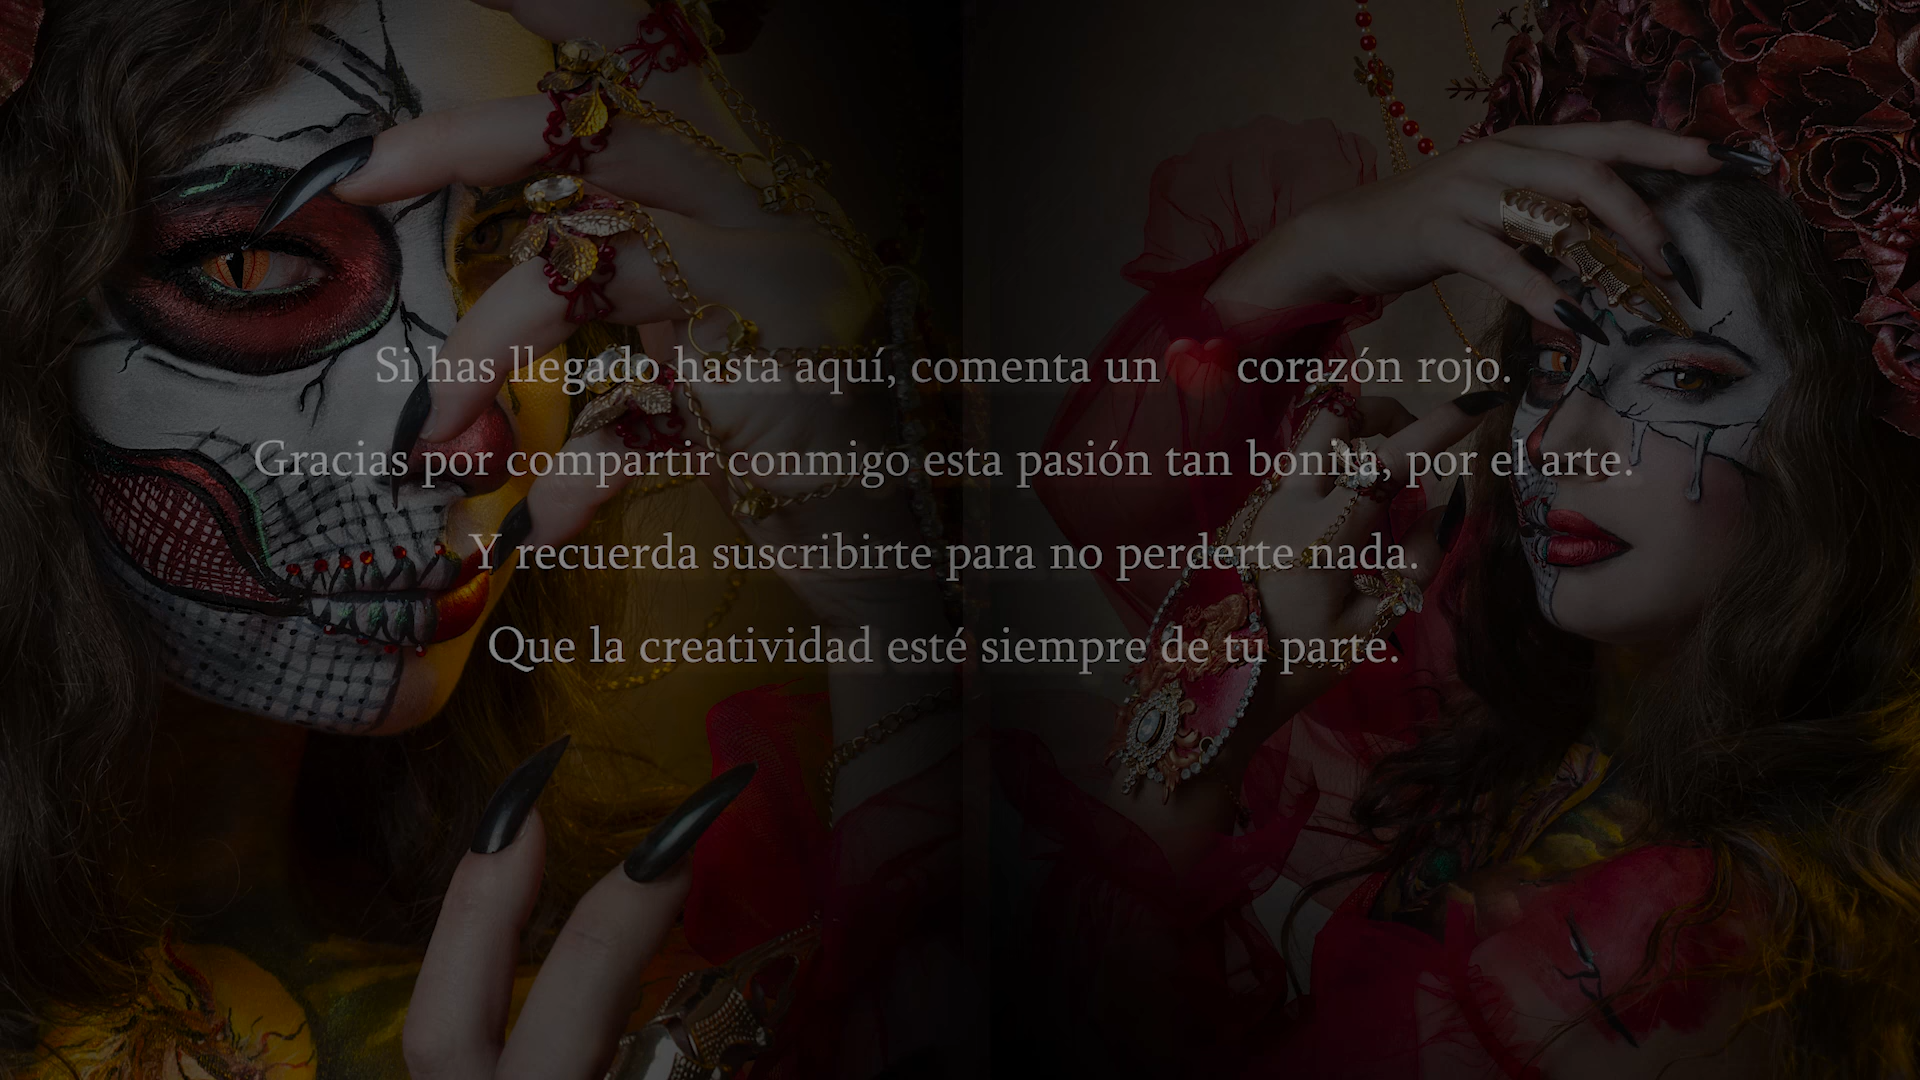 Si has llegado hasta aquí, comenta un ❤️ corazón rojo.
Gracias por compartir conmigo esta pasión tan bonita, por el arte.
Y recuerda suscribirte para no perderte nada.
Que la creatividad esté siempre de tu parte.